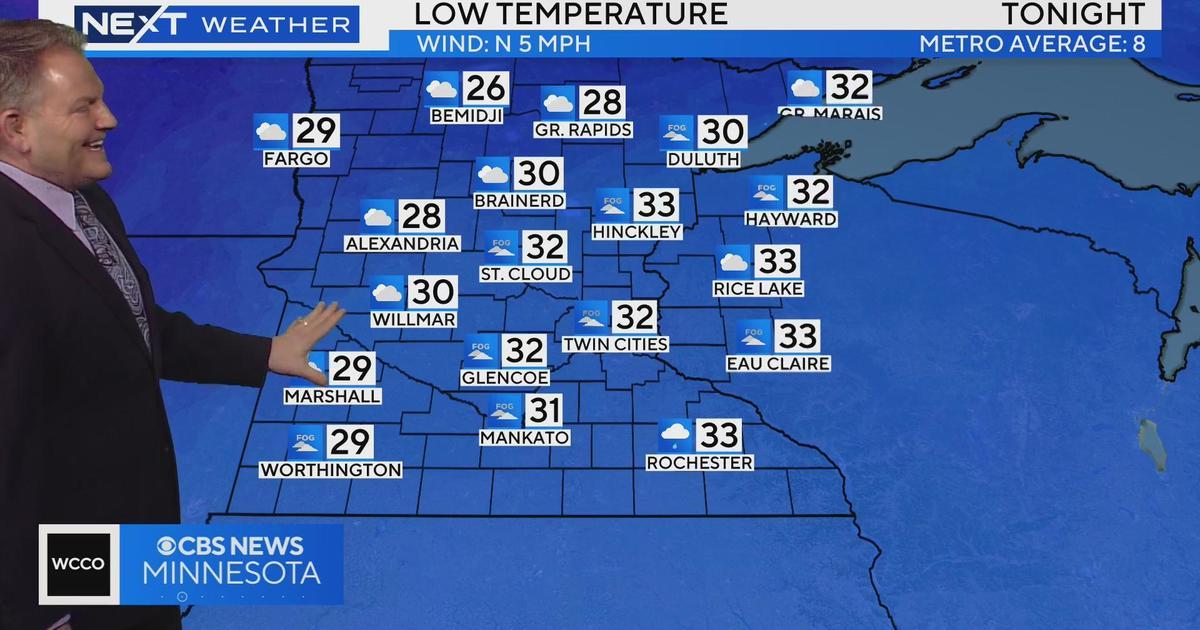 NEXT WEATHER
LOW TEMPERATURE
TONIGHT
WIND: N 5 MPH
METRO AVERAGE: 8
26
BEMIDJI
28
GR. RAPIDS
32
GR. MARAIS
29
FARGO
FOG
30
DULUTH
30
BRAINERD
FOG
33
HINCKLEY
FOG
32
HAYWARD
28
ALEXANDRIA
FOG
32
ST. CLOUD
33
RICE LAKE
30
WILLMAR
FOG
32
TWIN CITIES
FOG
33
EAU CLAIRE
29
MARSHALL
FOG
32
GLENCOE
FOG
31
MANKATO
FOG
29
WORTHINGTON
33
ROCHESTER
WCCO
CBS NEWS
MINNESOTA